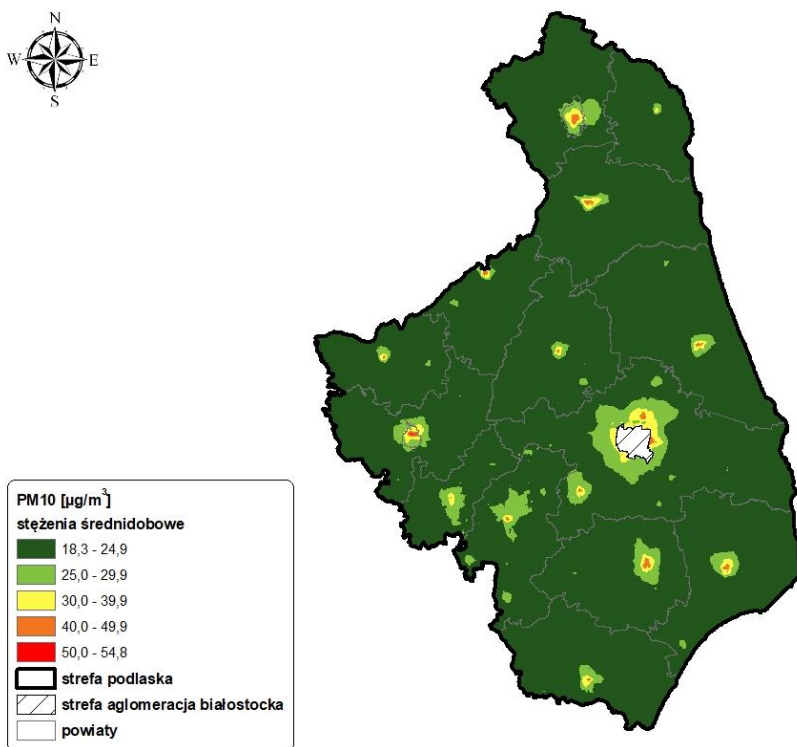 N
W E
S
PM10 [µg/m³]
stężenia średnidobowe
18,3 - 24,9
25,0 - 29,9
30,0 - 39,9
40,0 - 49,9
50,0 - 54,8
strefa podlaska
strefa aglomeracja białostocka
powiaty